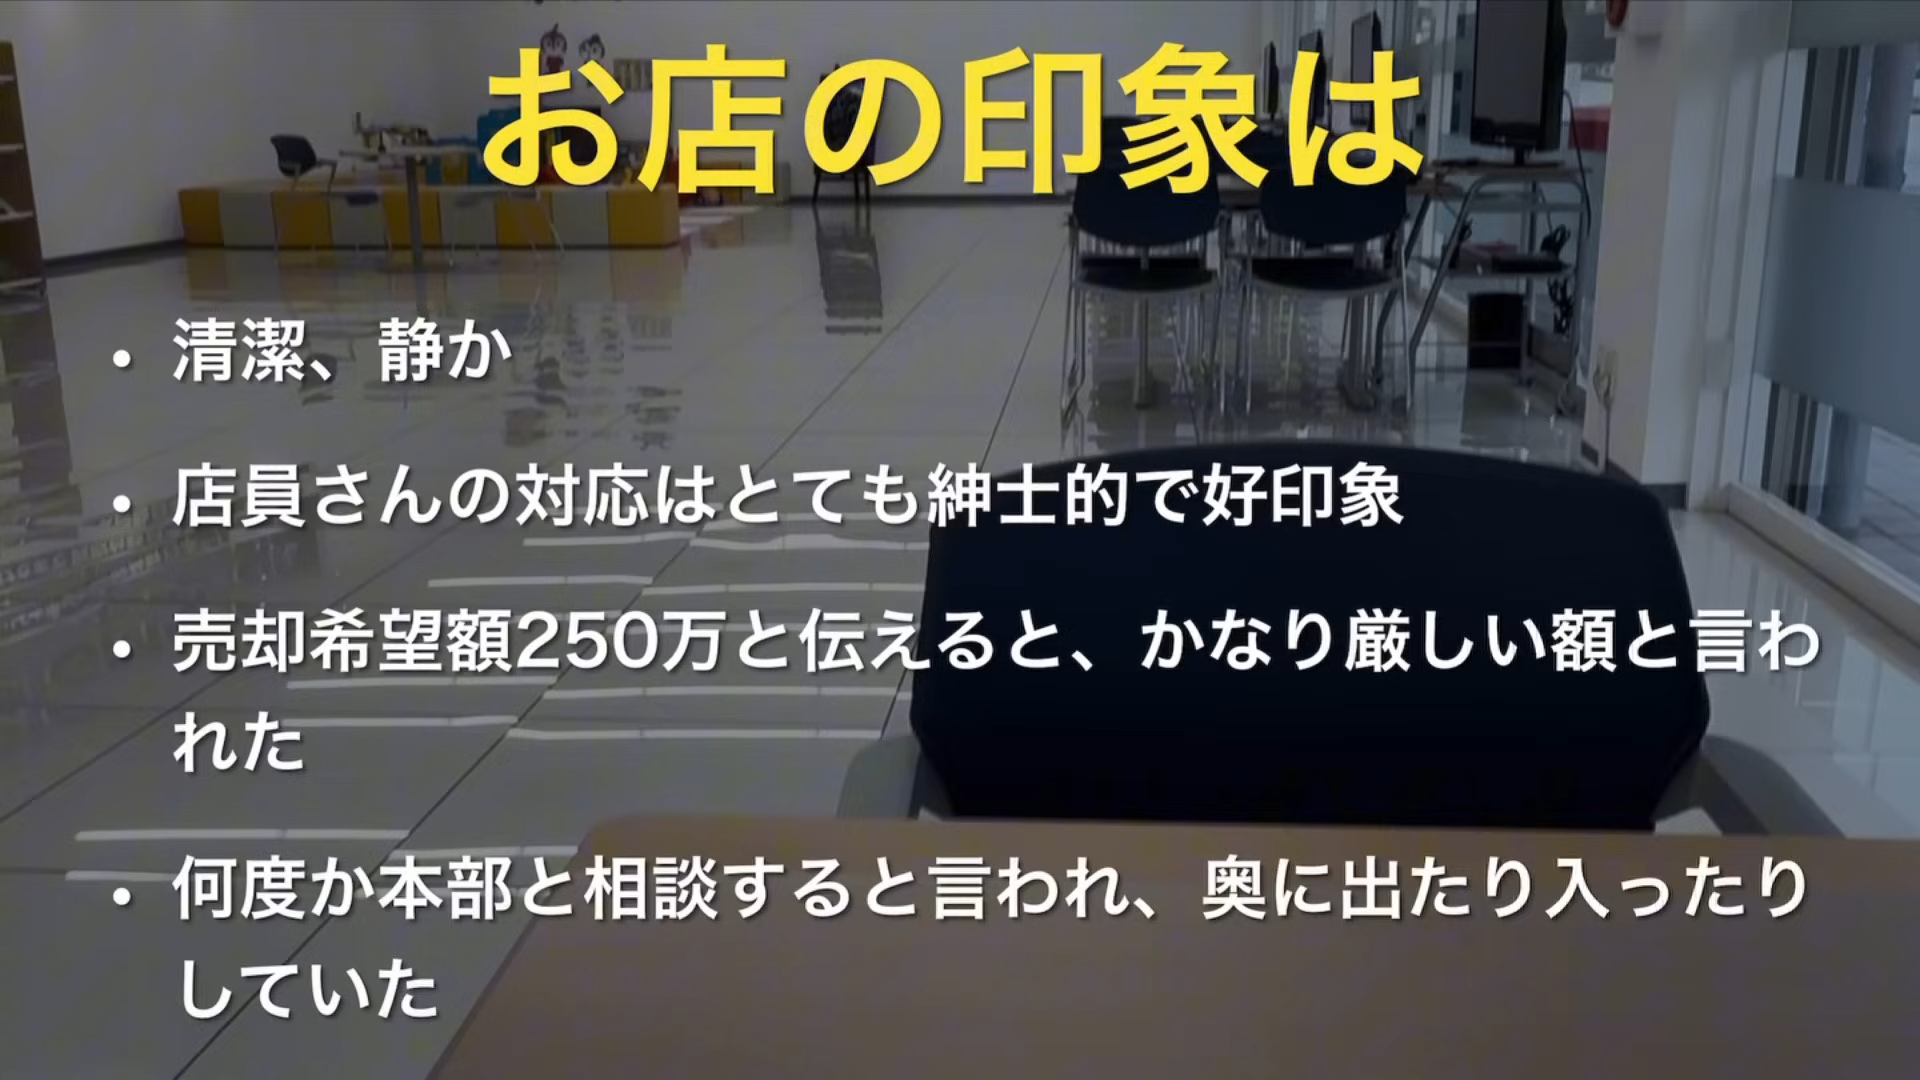 お店の印象は
• 清潔、静か
• 店員さんの対応はとても紳士的で好印象
• 売却希望額250万と伝えると、かなり厳しい額と言わ
れた
• 何度か本部と相談すると言われ、奥に出たり入ったり
していた